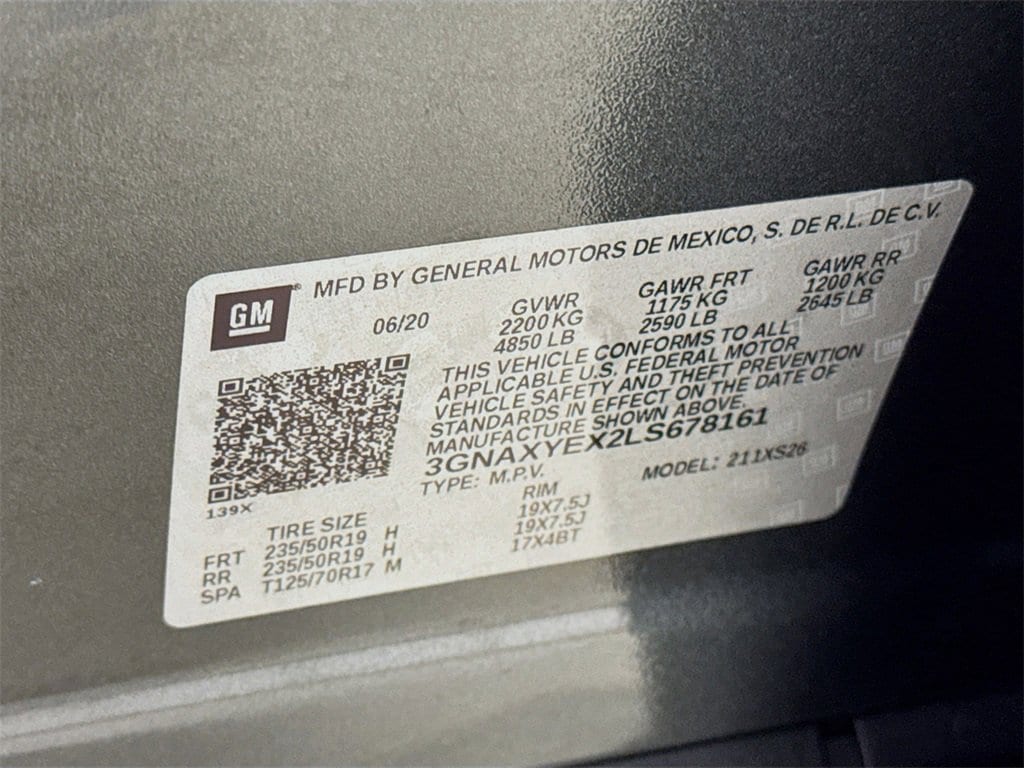 GM
MFD BY GENERAL MOTORS DE MEXICO, S. DE R.L. DE C.V.
06/20
GVWR
2200 KG
4850 LB
GAWR FRT
1175 KG
2590 LB
GAWR RR
1200 KG
2645 LB
THIS VEHICLE CONFORMS TO ALL
APPLICABLE U.S. FEDERAL MOTOR
VEHICLE SAFETY AND THEFT PREVENTION
STANDARDS IN EFFECT ON THE DATE OF
MANUFACTURE SHOWN ABOVE.
3GNAXYEX2LS678161
TYPE: M.P.V. MODEL: 211XS26
139X
TIRE SIZE RIM
FRT 235/50R19 H 19X7.5J
RR 235/50R19 H 19X7.5J
SPA T125/70R17 M 17X4BT